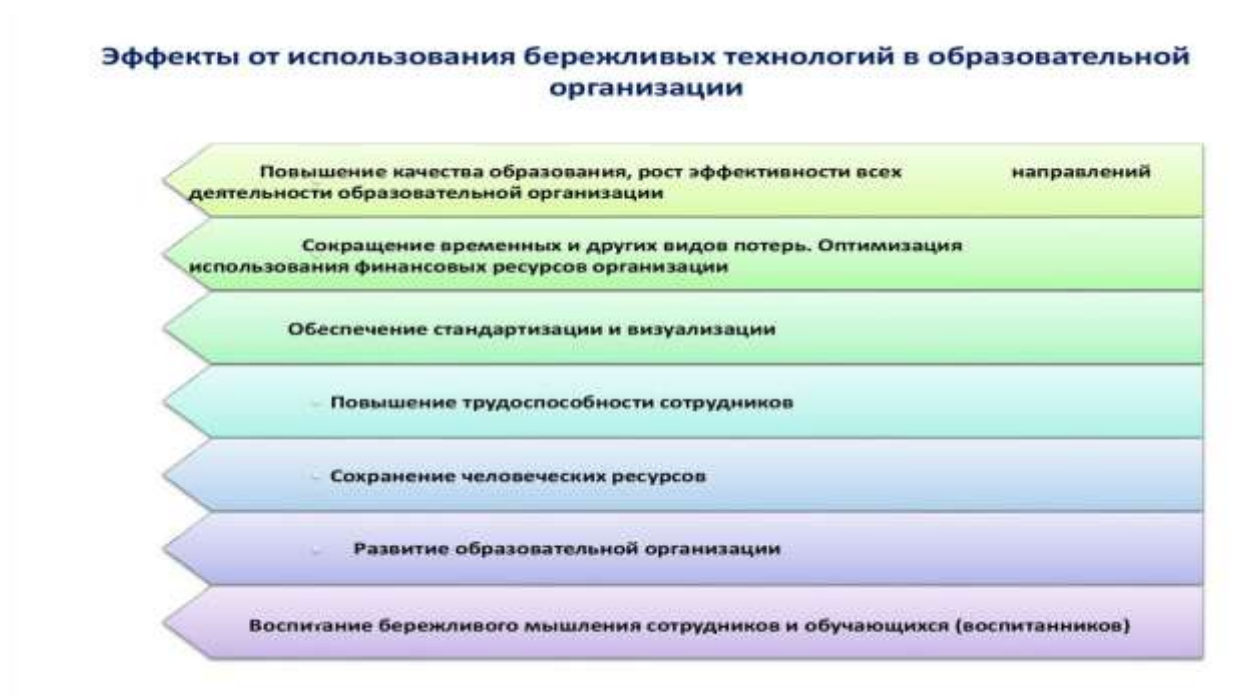 Эффекты от использования бережливых технологий в образовательной
организации
Повышение качества образования, рост эффективности всех направлений
деятельности образовательной организации
Сокращение временных и других видов потерь. Оптимизация
использования финансовых ресурсов организации
Обеспечение стандартизации и визуализации
Повышение трудоспособности сотрудников
Сохранение человеческих ресурсов
Развитие образовательной организации
Воспитание бережливого мышления сотрудников и обучающихся (воспитанников)